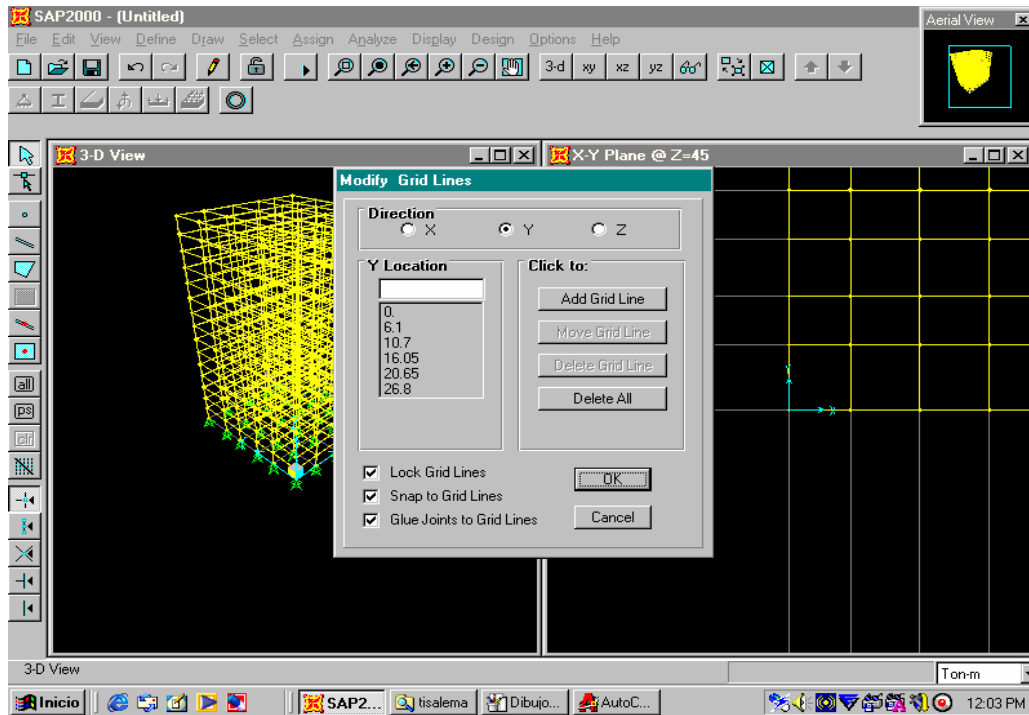 SAP2000 - (Untitled)
Aerial View
File Edit View Define Draw Select Assign Analyze Display Design Options Help
3-d xy xz yz
3-D View
X-Y Plane @ Z=45
Modify Grid Lines
Direction
X Y Z
Y Location
Click to:
0.
6.1
10.7
16.05
20.65
26.8
Add Grid Line
Move Grid Line
Delete Grid Line
Delete All
Lock Grid Lines
Snap to Grid Lines
Glue Joints to Grid Lines
OK
Cancel
all
ps
clr
Y
X
3-D View
Ton-m
Inicio
SAP2...
tisalema
Dibujo...
AutoC...
12:03 PM